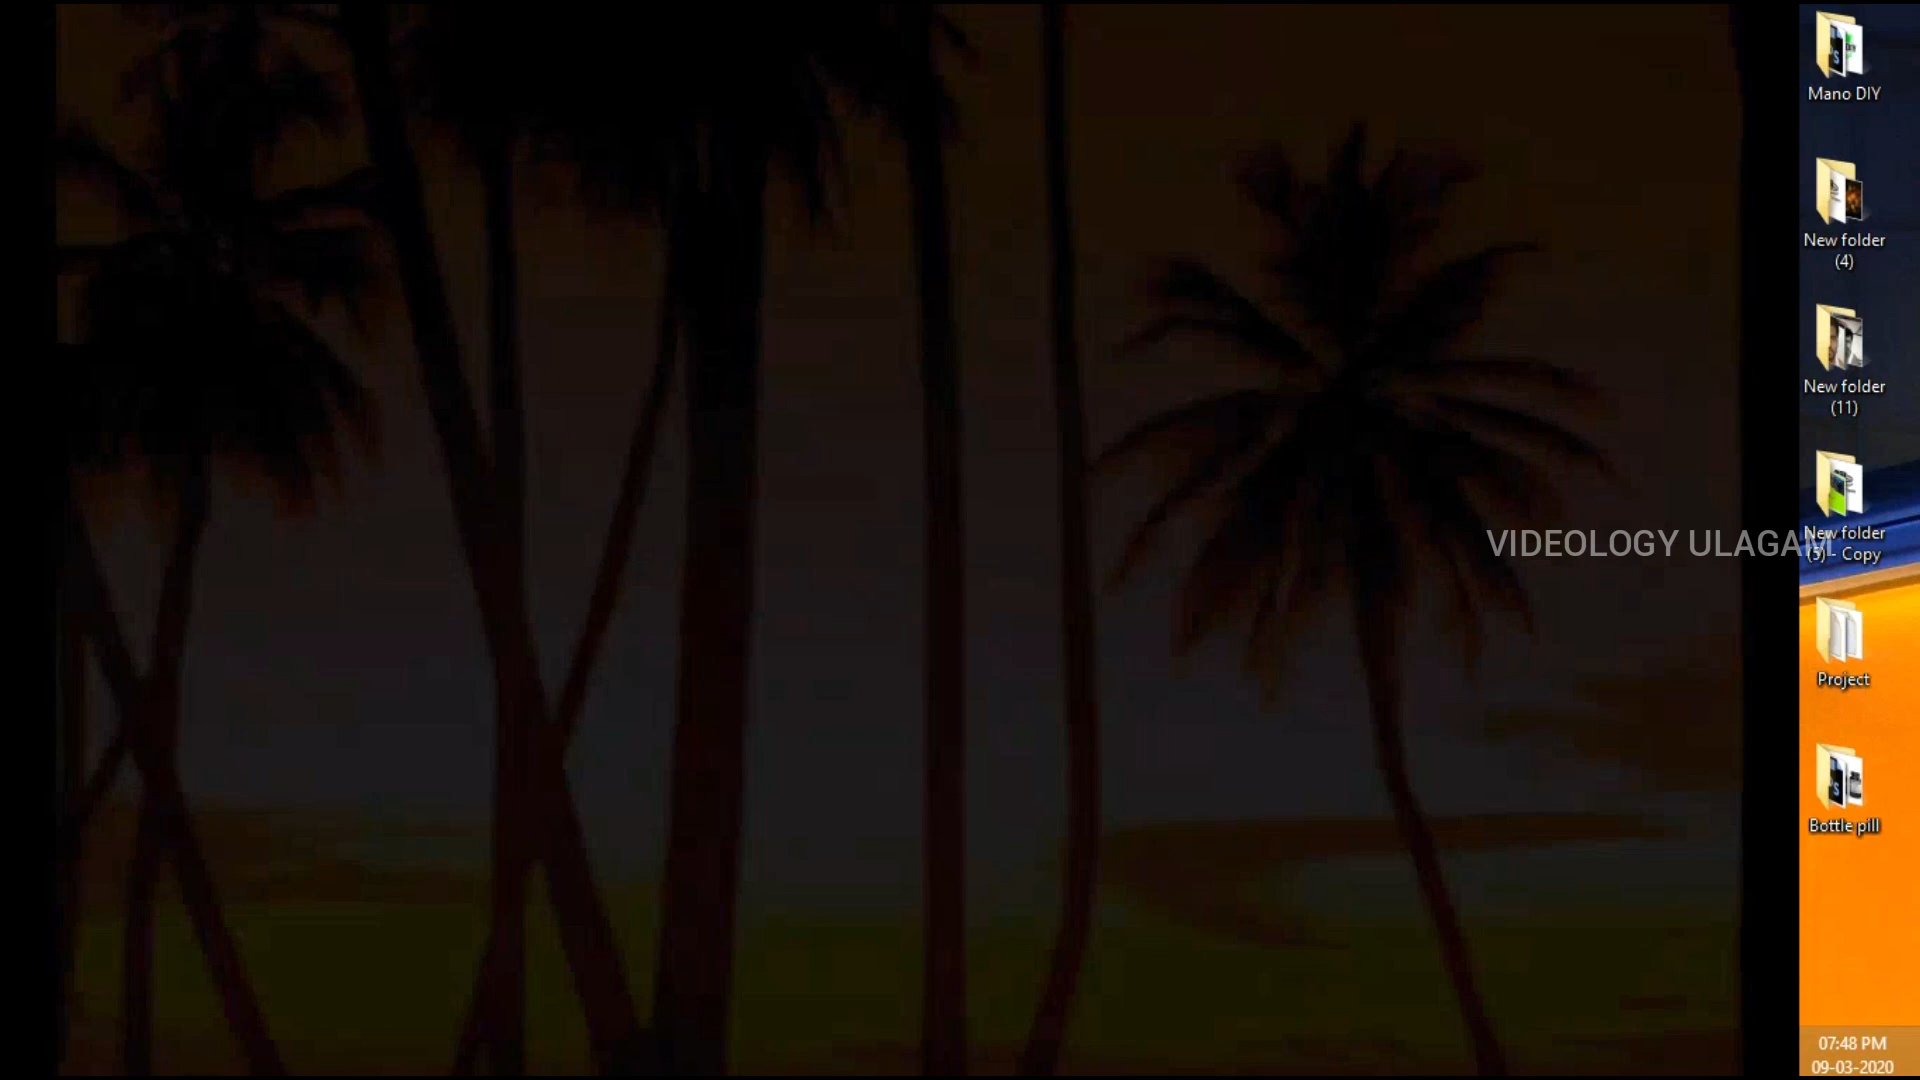 Mano DIY
New folder
(4)
New folder
(11)
VIDEOLOGY ULAGAM
New folder
(5) - Copy
Project
Bottle pill
07:48 PM
09-03-2020